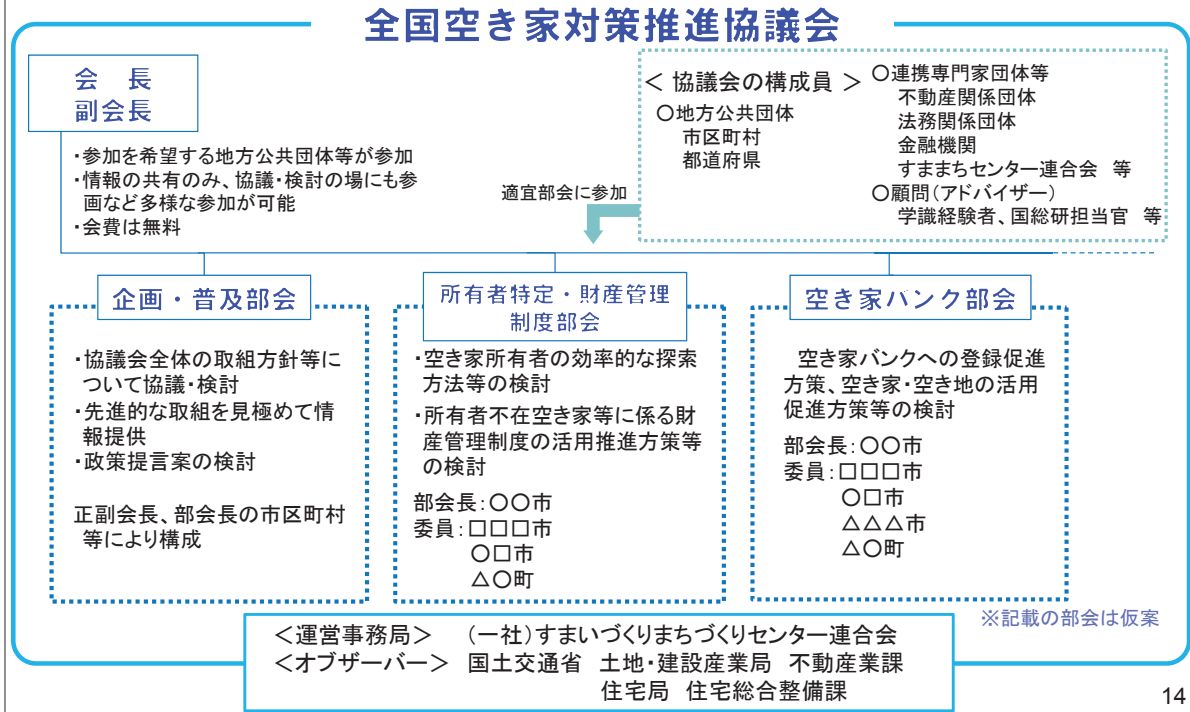 全国空き家対策推進協議会
会　長
副会長
・参加を希望する地方公共団体等が参加
・情報の共有のみ、協議・検討の場にも参
画など多様な参加が可能
・会費は無料
適宜部会に参加
＜ 協議会の構成員 ＞
〇地方公共団体
市区町村
都道府県
〇連携専門家団体等
不動産関係団体
法務関係団体
金融機関
すままちセンター連合会　等
〇顧問（アドバイザー）
学識経験者、国総研担当官　等
企画・普及部会
・協議会全体の取組方針等に
ついて協議・検討
・先進的な取組を見極めて情
報提供
・政策提言案の検討
正副会長、部会長の市区町村
等により構成
所有者特定・財産管理
制度部会
・空き家所有者の効率的な探索
方法等の検討
・所有者不在空き家等に係る財
産管理制度の活用推進方策等
の検討
部会長：〇〇市
委員：□□□市
〇□市
△〇町
空き家バンク部会
空き家バンクへの登録促進
方策、空き家・空き地の活用
促進方策等の検討
部会長：〇〇市
委員：□□□市
〇□市
△△△市
△〇町
※記載の部会は仮案
＜運営事務局＞　（一社）すまいづくりまちづくりセンター連合会
＜オブザーバー＞　国土交通省　土地・建設産業局　不動産業課
住宅局　住宅総合整備課
14